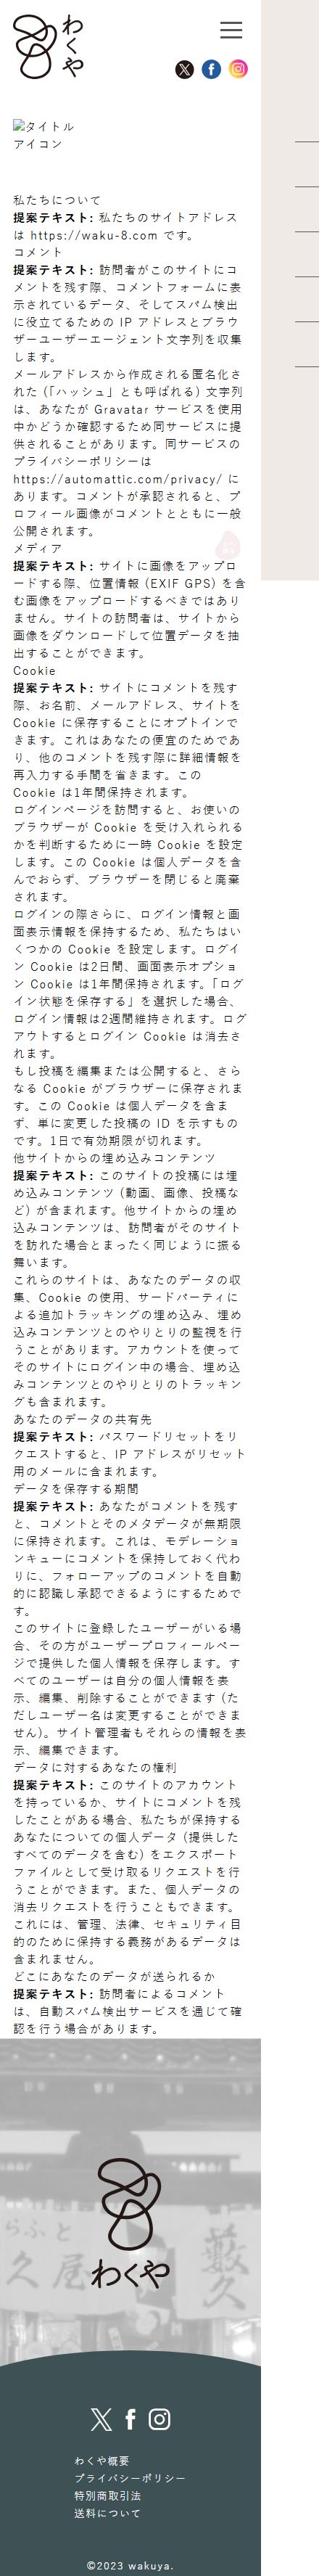 わくや
タイトル
アイコン
私たちについて
提案テキスト: 私たちのサイトアドレス
は https://waku-8.com です。
コメント
提案テキスト: 訪問者がこのサイトにコ
メントを残す際、コメントフォームに表
示されているデータ、そしてスパム検出
に役立てるための IP アドレスとブラウ
ザーユーザーエージェント文字列を収集
します。
メールアドレスから作成される匿名化さ
れた (「ハッシュ」とも呼ばれる) 文字列
は、あなたが Gravatar サービスを使用
中かどうか確認するため同サービスに提
供されることがあります。同サービスの
プライバシーポリシーは
https://automattic.com/privacy/ に
あります。コメントが承認されると、プ
ロフィール画像がコメントとともに一般
公開されます。
メディア
提案テキスト: サイトに画像をアップロ
ードする際、位置情報 (EXIF GPS) を含
む画像をアップロードするべきではあり
ません。サイトの訪問者は、サイトから
画像をダウンロードして位置データを抽
出することができます。
Cookie
提案テキスト: サイトにコメントを残す
際、お名前、メールアドレス、サイトを
Cookie に保存することにオプトインで
きます。これはあなたの便宜のためであ
り、他のコメントを残す際に詳細情報を
再入力する手間を省きます。この
Cookie は1年間保持されます。
ログインページを訪問すると、お使いの
ブラウザーが Cookie を受け入れられる
かを判断するために一時 Cookie を設定
します。この Cookie は個人データを含
んでおらず、ブラウザーを閉じると廃棄
されます。
ログインの際さらに、ログイン情報と画
面表示情報を保持するため、私たちはい
くつかの Cookie を設定します。ログイ
ン Cookie は2日間、画面表示オプショ
ン Cookie は1年間保持されます。「ログ
イン状態を保存する」を選択した場合、
ログイン情報は2週間維持されます。ログ
アウトするとログイン Cookie は消去さ
れます。
もし投稿を編集または公開すると、さら
なる Cookie がブラウザーに保存されま
す。この Cookie は個人データを含ま
ず、単に変更した投稿の ID を示すもの
です。1日で有効期限が切れます。
他サイトからの埋め込みコンテンツ
提案テキスト: このサイトの投稿には埋
め込みコンテンツ (動画、画像、投稿な
ど) が含まれます。他サイトからの埋め
込みコンテンツは、訪問者がそのサイト
を訪れた場合とまったく同じように振る
舞います。
これらのサイトは、あなたのデータの収
集、Cookie の使用、サードパーティに
よる追加トラッキングの埋め込み、埋め
込みコンテンツとのやりとりの監視を行
うことがあります。アカウントを使って
そのサイトにログイン中の場合、埋め込
みコンテンツとのやりとりのトラッキン
グも含まれます。
あなたのデータの共有先
提案テキスト: パスワードリセットをリ
クエストすると、IP アドレスがリセット
用のメールに含まれます。
データを保存する期間
提案テキスト: あなたがコメントを残す
と、コメントとそのメタデータが無期限
に保持されます。これは、モデレーショ
ンキューにコメントを保持しておく代わ
りに、フォローアップのコメントを自動
的に認識し承認できるようにするためで
す。
このサイトに登録したユーザーがいる場
合、その方がユーザープロフィールペー
ジで提供した個人情報を保存します。す
べてのユーザーは自分の個人情報を表
示、編集、削除することができます (た
だしユーザー名は変更することができま
せん)。サイト管理者もそれらの情報を表
示、編集できます。
データに対するあなたの権利
提案テキスト: このサイトのアカウント
を持っているか、サイトにコメントを残
したことがある場合、私たちが保持する
あなたについての個人データ (提供した
すべてのデータを含む) をエクスポート
ファイルとして受け取るリクエストを行
うことができます。また、個人データの
消去リクエストを行うこともできます。
これには、管理、法律、セキュリティ目
的のために保持する義務があるデータは
含まれません。
どこにあなたのデータが送られるか
提案テキスト: 訪問者によるコメント
は、自動スパム検出サービスを通じて確
認を行う場合があります。
らふと
久屋
藪久
わくや
わくや概要
プライバシーポリシー
特別商取引法
送料について
©2023 wakuya.